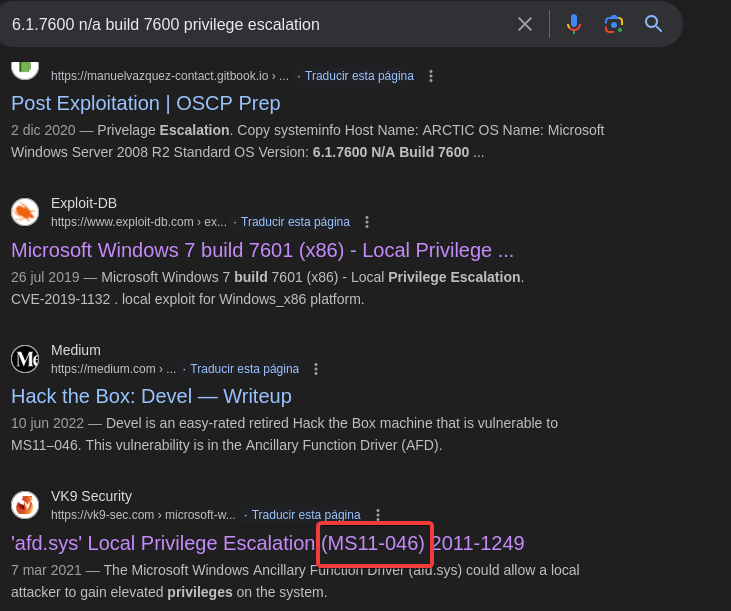 6.1.7600 n/a build 7600 privilege escalation
https://manuelvazquez-contact.gitbook.io › ... · Traducir esta página
Post Exploitation | OSCP Prep
2 dic 2020 — Privelage Escalation. Copy systeminfo Host Name: ARCTIC OS Name: Microsoft
Windows Server 2008 R2 Standard OS Version: 6.1.7600 N/A Build 7600 ...
Exploit-DB
https://www.exploit-db.com › ex... · Traducir esta página
Microsoft Windows 7 build 7601 (x86) - Local Privilege ...
26 jul 2019 — Microsoft Windows 7 build 7601 (x86) - Local Privilege Escalation.
CVE-2019-1132 . local exploit for Windows_x86 platform.
Me
Medium
https://medium.com › ... · Traducir esta página
Hack the Box: Devel — Writeup
10 jun 2022 — Devel is an easy-rated retired Hack the Box machine that is vulnerable to
MS11–046. This vulnerability is in the Ancillary Function Driver (AFD).
VK9 Security
https://vk9-sec.com › microsoft-w... · Traducir esta página
'afd.sys' Local Privilege Escalation (MS11-046) 2011-1249
7 mar 2021 — The Microsoft Windows Ancillary Function Driver (afd.sys) could allow a local
attacker to gain elevated privileges on the system.